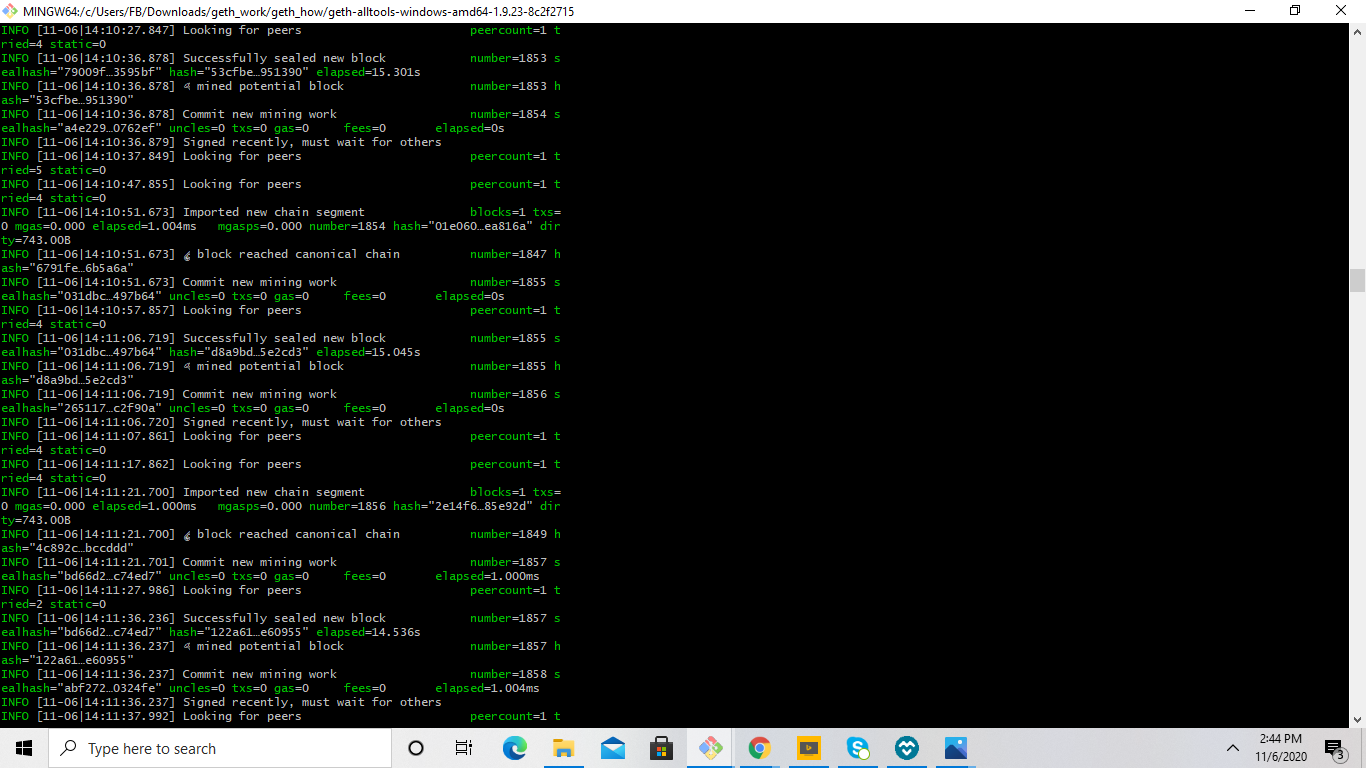 MINGW64:/c/Users/FB/Downloads/geth_work/geth_how/geth-alltools-windows-amd64-1.9.23-8c2f2715
INFO [11-06|14:10:27.847] Looking for peers peercount=1 t
ried=4 static=0
INFO [11-06|14:10:36.878] Successfully sealed new block number=1853 s
ealhash="79009f…3595bf" hash="53cfbe…951390" elapsed=15.301s
INFO [11-06|14:10:36.878] mined potential block number=1853 h
ash="53cfbe…951390"
INFO [11-06|14:10:36.878] Commit new mining work number=1854 s
ealhash="a4e229…0762ef" uncles=0 txs=0 gas=0 fees=0 elapsed=0s
INFO [11-06|14:10:36.879] Signed recently, must wait for others
INFO [11-06|14:10:37.849] Looking for peers peercount=1 t
ried=5 static=0
INFO [11-06|14:10:47.855] Looking for peers peercount=1 t
ried=4 static=0
INFO [11-06|14:10:51.673] Imported new chain segment blocks=1 txs=
0 mgas=0.000 elapsed=1.004ms mgasps=0.000 number=1854 hash="01e060…ea816a" dir
ty=743.00B
INFO [11-06|14:10:51.673] block reached canonical chain number=1847 h
ash="6791fe…6b5a6a"
INFO [11-06|14:10:51.673] Commit new mining work number=1855 s
ealhash="031dbc…497b64" uncles=0 txs=0 gas=0 fees=0 elapsed=0s
INFO [11-06|14:10:57.857] Looking for peers peercount=1 t
ried=4 static=0
INFO [11-06|14:11:06.719] Successfully sealed new block number=1855 s
ealhash="031dbc…497b64" hash="d8a9bd…5e2cd3" elapsed=15.045s
INFO [11-06|14:11:06.719] mined potential block number=1855 h
ash="d8a9bd…5e2cd3"
INFO [11-06|14:11:06.719] Commit new mining work number=1856 s
ealhash="265117…c2f90a" uncles=0 txs=0 gas=0 fees=0 elapsed=0s
INFO [11-06|14:11:06.720] Signed recently, must wait for others
INFO [11-06|14:11:07.861] Looking for peers peercount=1 t
ried=4 static=0
INFO [11-06|14:11:17.862] Looking for peers peercount=1 t
ried=4 static=0
INFO [11-06|14:11:21.700] Imported new chain segment blocks=1 txs=
0 mgas=0.000 elapsed=1.000ms mgasps=0.000 number=1856 hash="2e14f6…85e92d" dir
ty=743.00B
INFO [11-06|14:11:21.700] block reached canonical chain number=1849 h
ash="4c892c…bccddd"
INFO [11-06|14:11:21.701] Commit new mining work number=1857 s
ealhash="bd66d2…c74ed7" uncles=0 txs=0 gas=0 fees=0 elapsed=1.000ms
INFO [11-06|14:11:27.986] Looking for peers peercount=1 t
ried=2 static=0
INFO [11-06|14:11:36.236] Successfully sealed new block number=1857 s
ealhash="bd66d2…c74ed7" hash="122a61…e60955" elapsed=14.536s
INFO [11-06|14:11:36.237] mined potential block number=1857 h
ash="122a61…e60955"
INFO [11-06|14:11:36.237] Commit new mining work number=1858 s
ealhash="abf272…0324fe" uncles=0 txs=0 gas=0 fees=0 elapsed=1.004ms
INFO [11-06|14:11:36.237] Signed recently, must wait for others
INFO [11-06|14:11:37.992] Looking for peers peercount=1 t
Type here to search
2:44 PM
11/6/2020
3